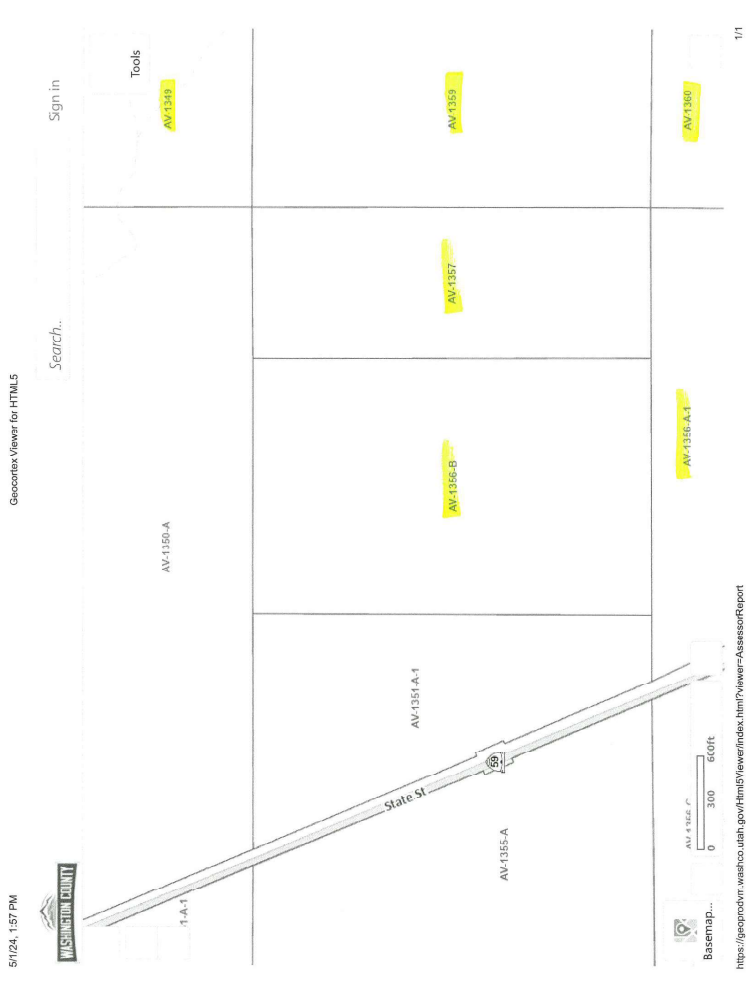 5/1/24, 1:57 PM
Geocortex Viewer for HTML5
WASHINGTON COUNTY
Search..
Sign in
Tools
1-A-1
AV-1350-A
AV-1349
State St
59
AV-1351-A-1
AV-1355-A
AV-1356-B
AV-1357
AV-1359
AV-1356-A-1
AV-1360
Basemap...
0 300 600ft
https://geoprodvm.washco.utah.gov/Html5Viewer/index.html?viewer=AssessorReport
1/1